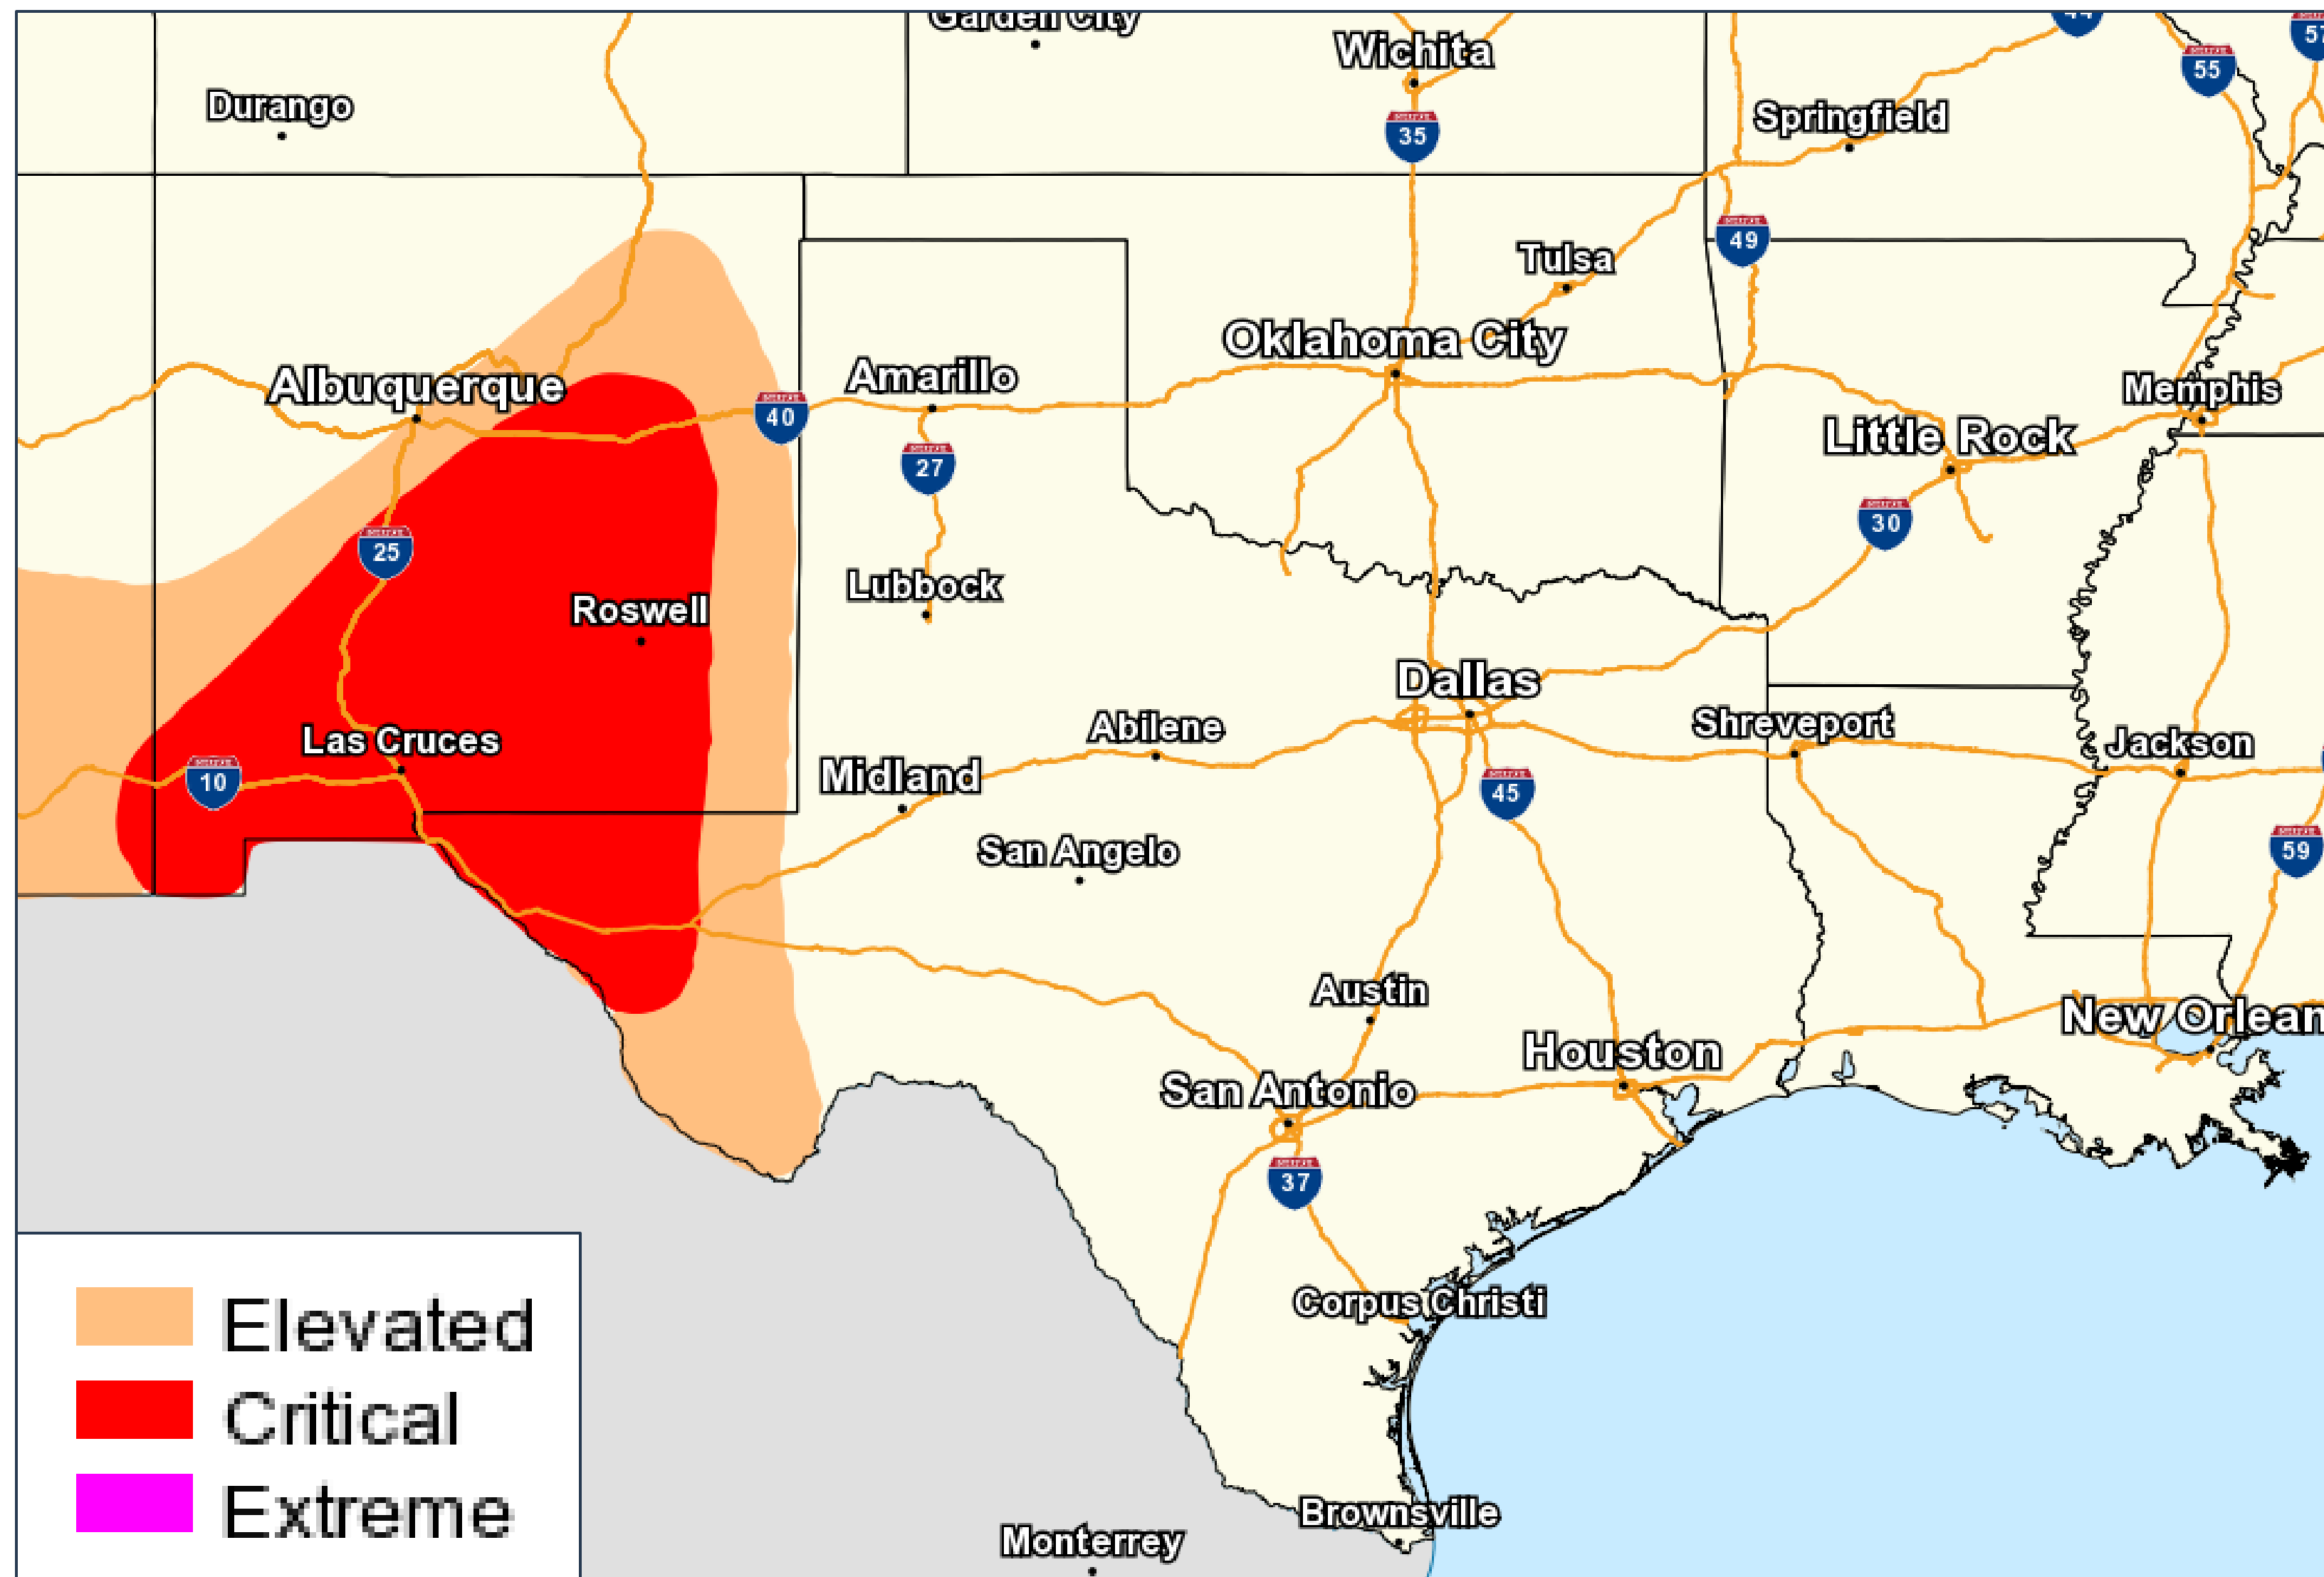 Garden City
Wichita
Durango
Springfield
44
55
57
35
49
Tulsa
Oklahoma City
Albuquerque
Amarillo
40
Memphis
27
Little Rock
30
25
Lubbock
Roswell
Dallas
Las Cruces
Abilene
Shreveport
Jackson
10
Midland
45
San Angelo
59
Austin
New Orlean
Houston
San Antonio
37
Corpus Christi
Elevated
Critical
Extreme
Brownsville
Monterrey